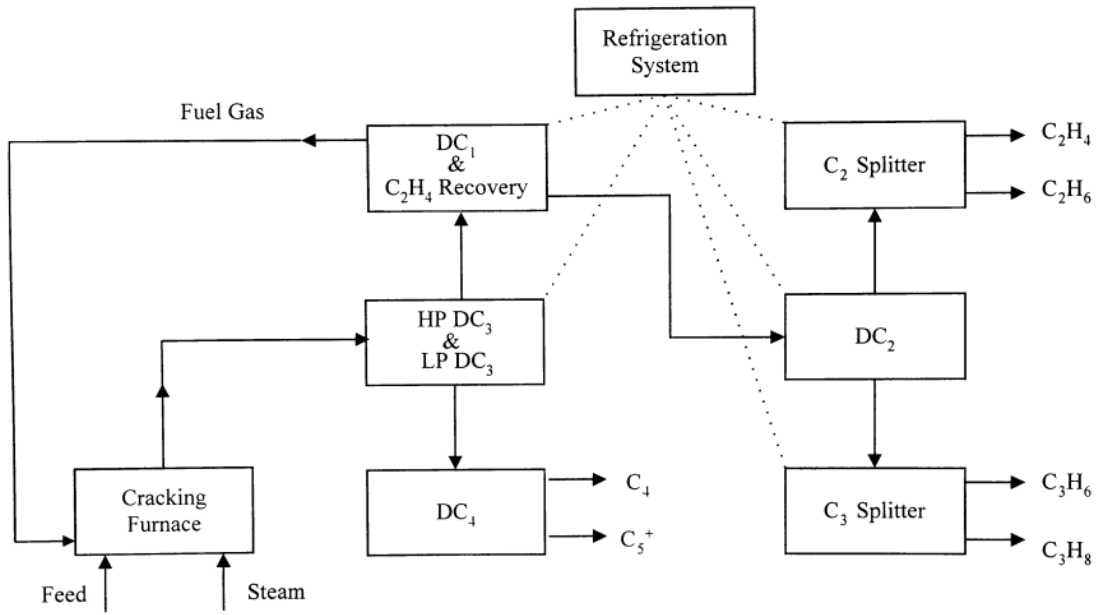 Refrigeration
System
Fuel Gas
DC₁
&
C₂H₄ Recovery
C₂ Splitter
C₂H₄
C₂H₆
HP DC₃
&
LP DC₃
DC₂
Cracking
Furnace
DC₄
C₄
C₅⁺
C₃ Splitter
C₃H₆
C₃H₈
Feed
Steam